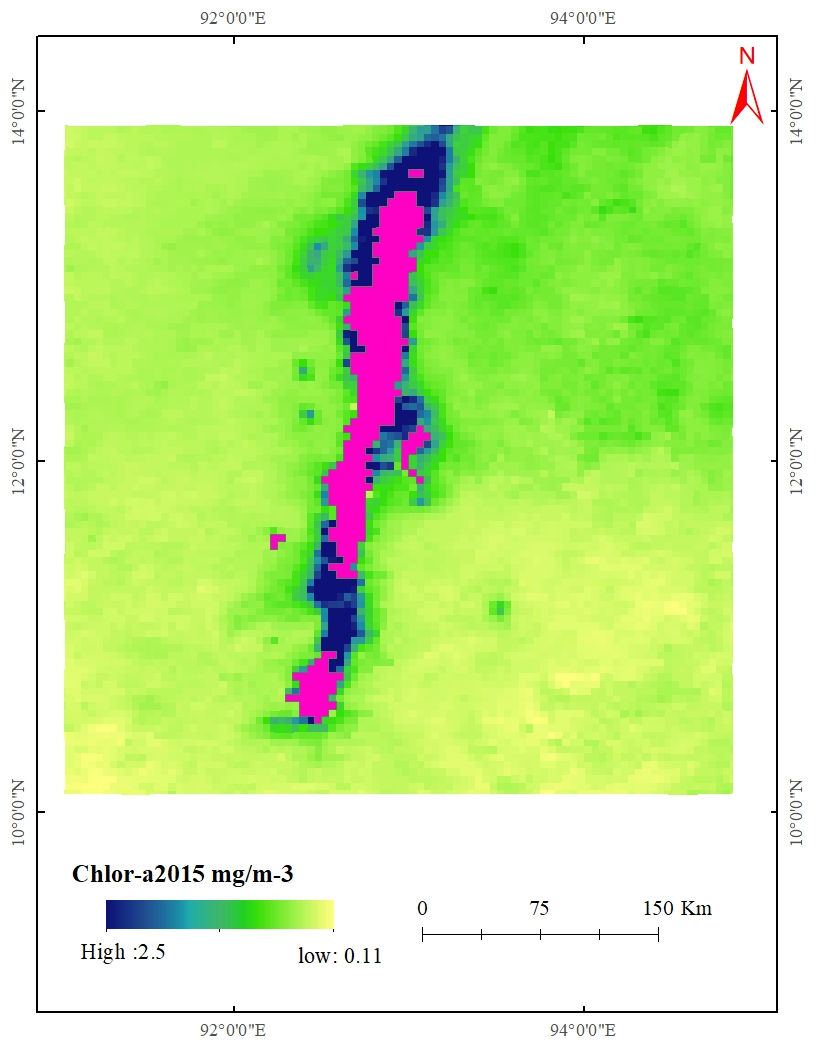 92°0'0"E 94°0'0"E
N
14°0'0"N 14°0'0"N
12°0'0"N 12°0'0"N
10°0'0"N 10°0'0"N
Chlor-a2015 mg/m-3
High :2.5 low: 0.11
0 75 150 Km
92°0'0"E 94°0'0"E